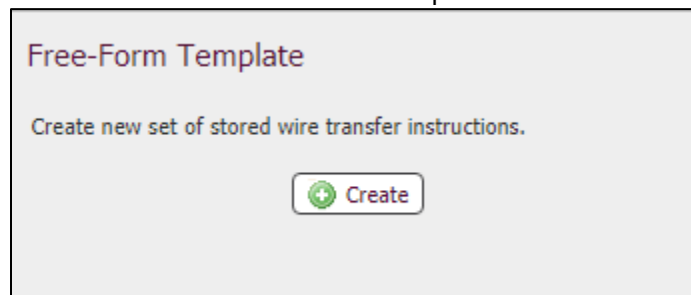 Free-Form Template
Create new set of stored wire transfer instructions.
Create